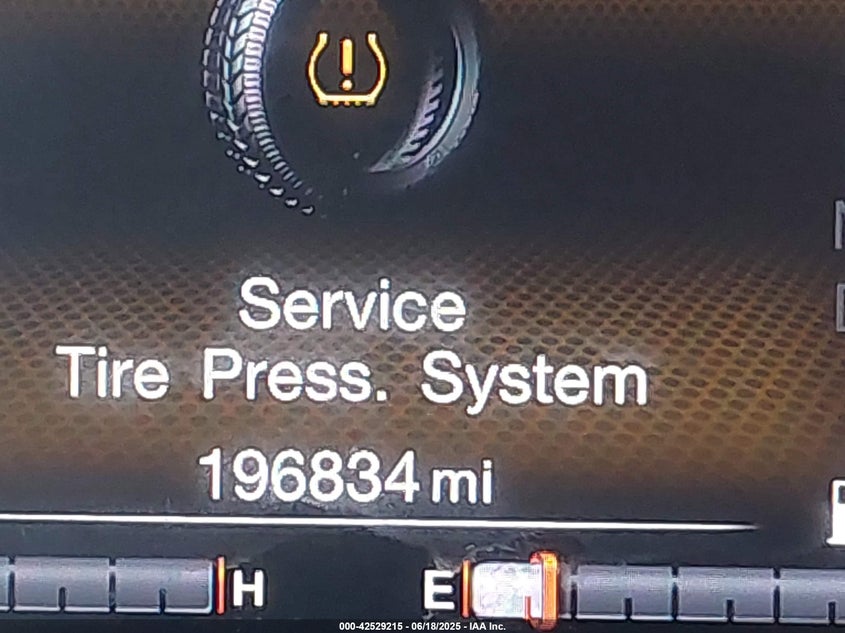 Service
Tire Press. System
196834 mi
H E
000-42529215 - 06/18/2025 - IAA Inc.